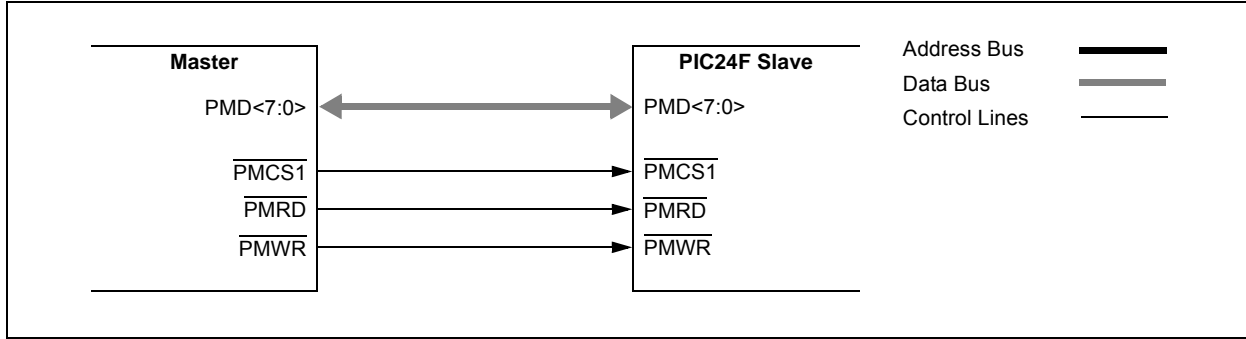 Master
PMD<7:0>
PMCS1
PMRD
PMWR
PIC24F Slave
PMD<7:0>
PMCS1
PMRD
PMWR
Address Bus
Data Bus
Control Lines